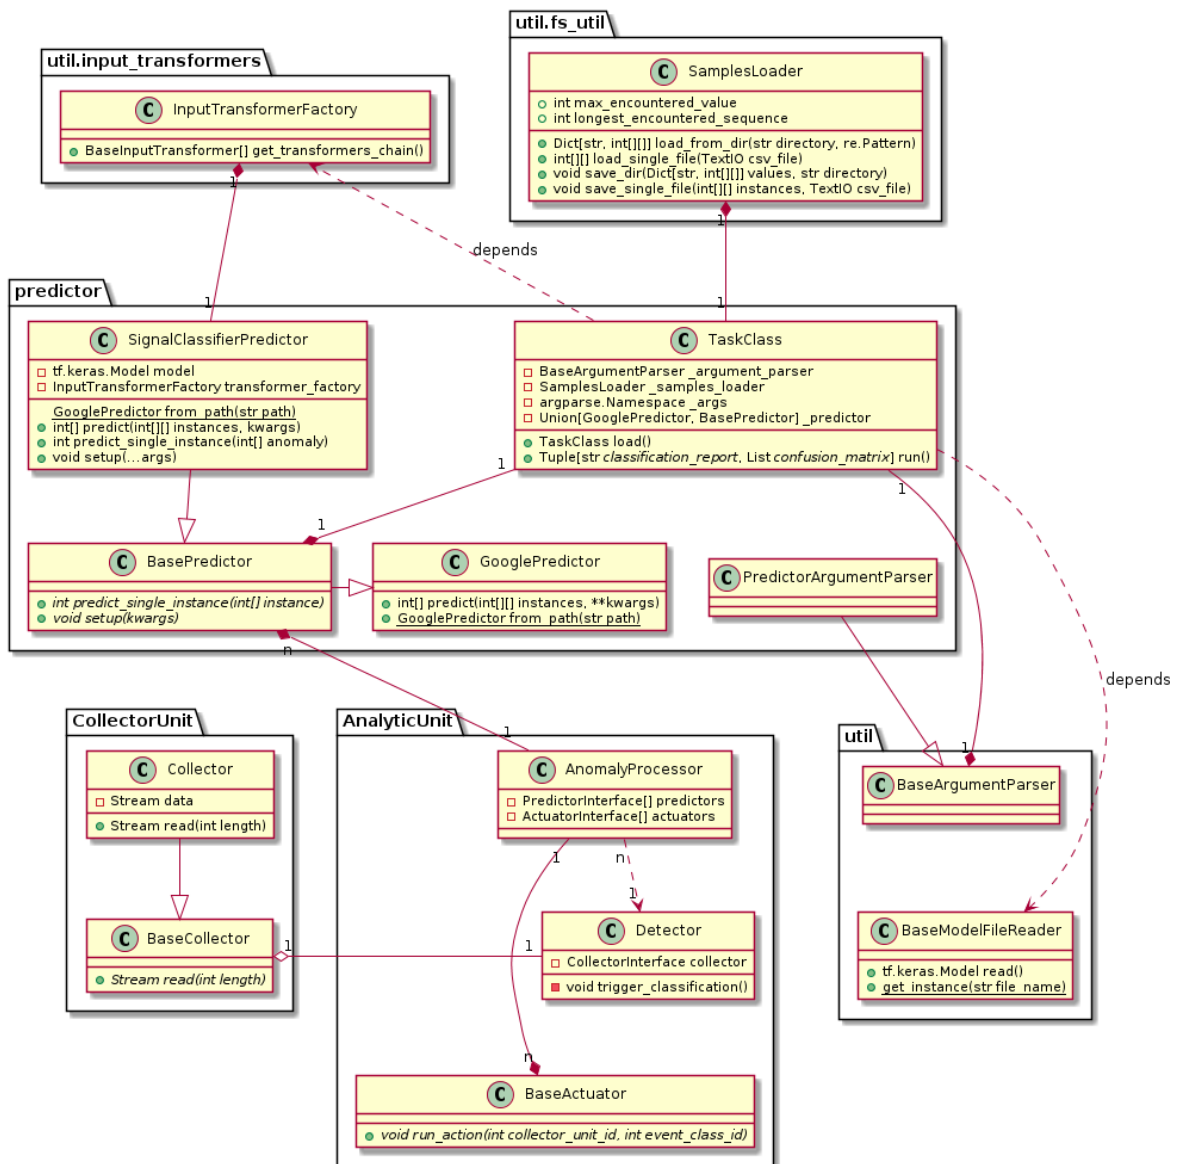 util.fs_util
C SamplesLoader
int max_encountered_value
int longest_encountered_sequence
Dict[str, int[][]] load_from_dir(str directory, re.Pattern)
int[][] load_single_file(TextIO csv_file)
void save_dir(Dict[str, int[][]] values, str directory)
void save_single_file(int[][] instances, TextIO csv_file)
util.input_transformers
C InputTransformerFactory
BaseInputTransformer[] get_transformers_chain()
1
1
depends
1
1
predictor
C SignalClassifierPredictor
tf.keras.Model model
InputTransformerFactory transformer_factory
GooglePredictor from_path(str path)
int[] predict(int[][] instances, kwargs)
int predict_single_instance(int[] anomaly)
void setup(...args)
C TaskClass
BaseArgumentParser _argument_parser
SamplesLoader _samples_loader
argparse.Namespace _args
Union[GooglePredictor, BasePredictor] _predictor
TaskClass load()
Tuple[str classification_report, List confusion_matrix] run()
1
1
1
C BasePredictor
int predict_single_instance(int[] instance)
void setup(kwargs)
C GooglePredictor
int[] predict(int[][] instances, **kwargs)
GooglePredictor from_path(str path)
C PredictorArgumentParser
n
depends
CollectorUnit
C Collector
Stream data
Stream read(int length)
C BaseCollector
Stream read(int length)
AnalyticUnit
1
C AnomalyProcessor
PredictorInterface[] predictors
ActuatorInterface[] actuators
1
n
1
1
1
C Detector
CollectorInterface collector
void trigger_classification()
n
C BaseActuator
void run_action(int collector_unit_id, int event_class_id)
util
1
C BaseArgumentParser
C BaseModelFileReader
tf.keras.Model read()
get_instance(str file_name)